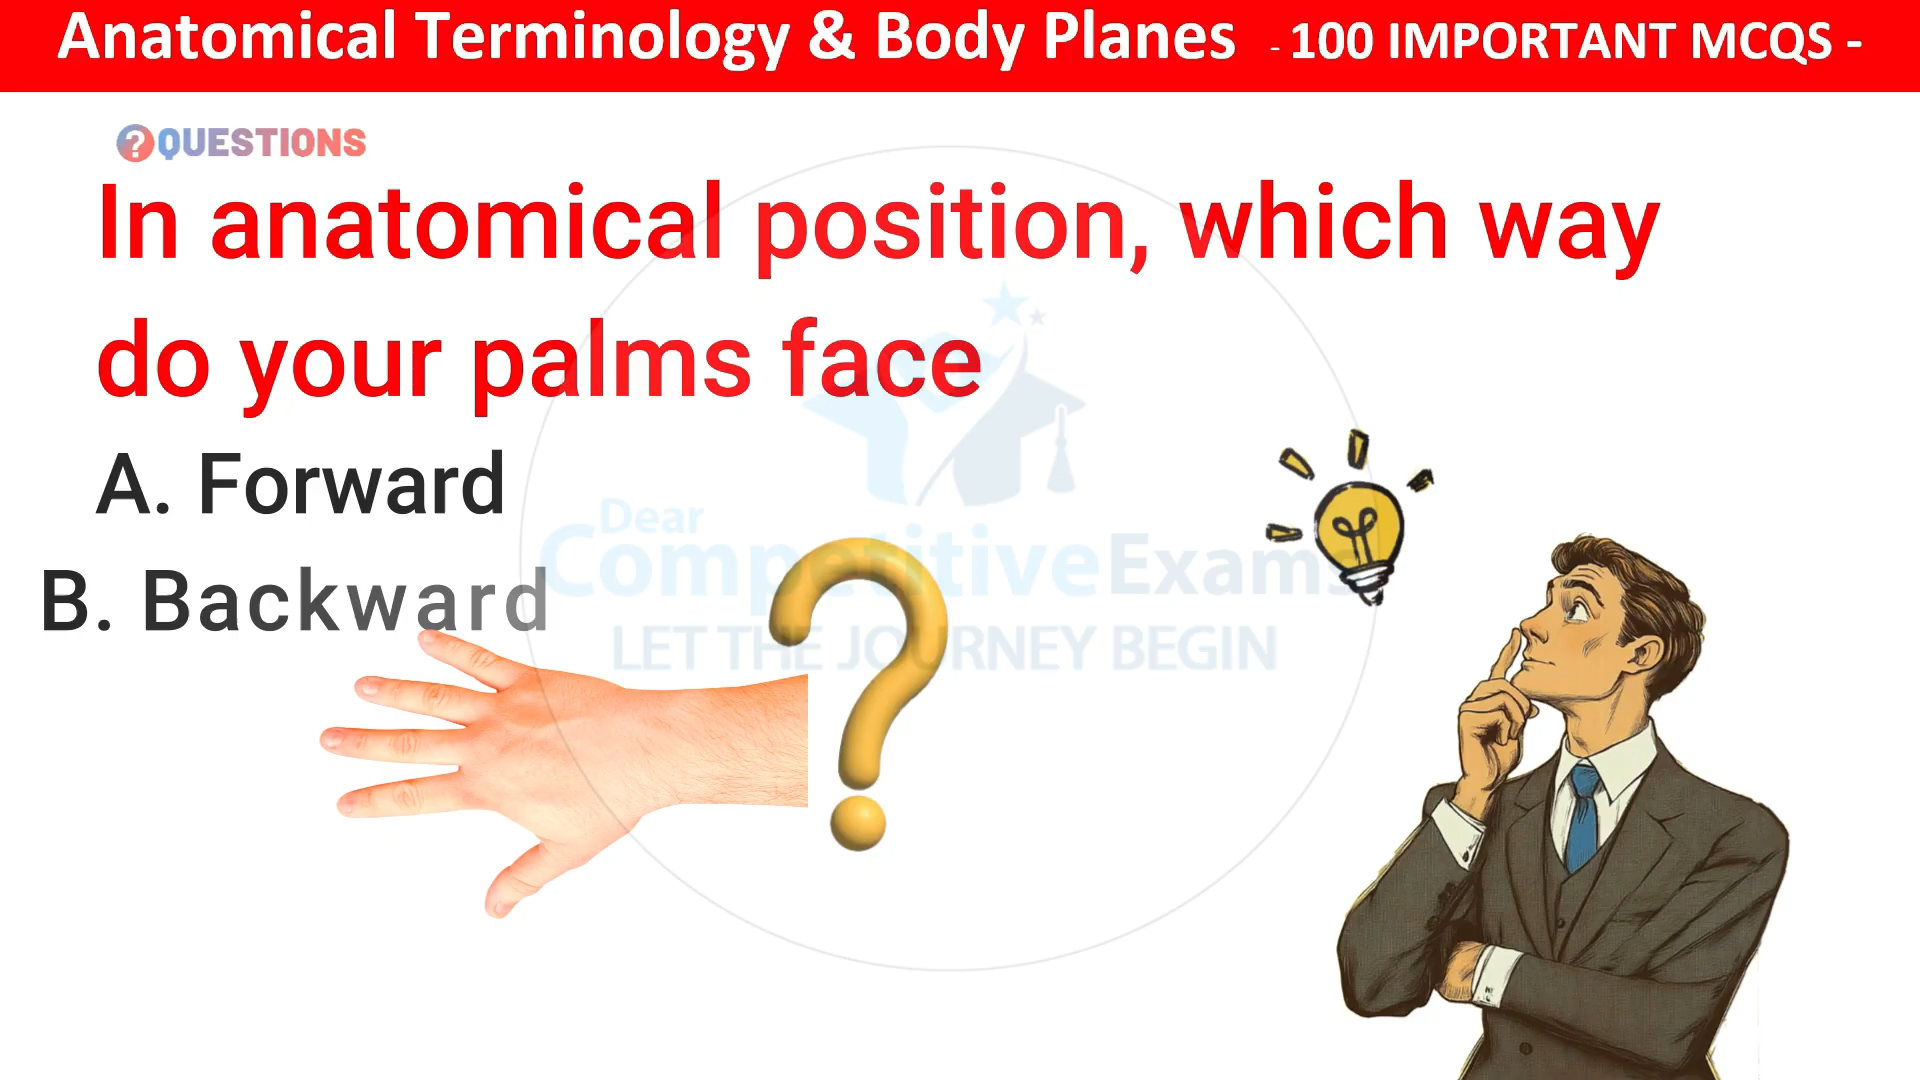 Anatomical Terminology & Body Planes - 100 IMPORTANT MCQS -
?QUESTIONS
In anatomical position, which way
do your palms face
A. Forward
B. Backward
Dear
CompetitiveExams
LET THE JOURNEY BEGIN